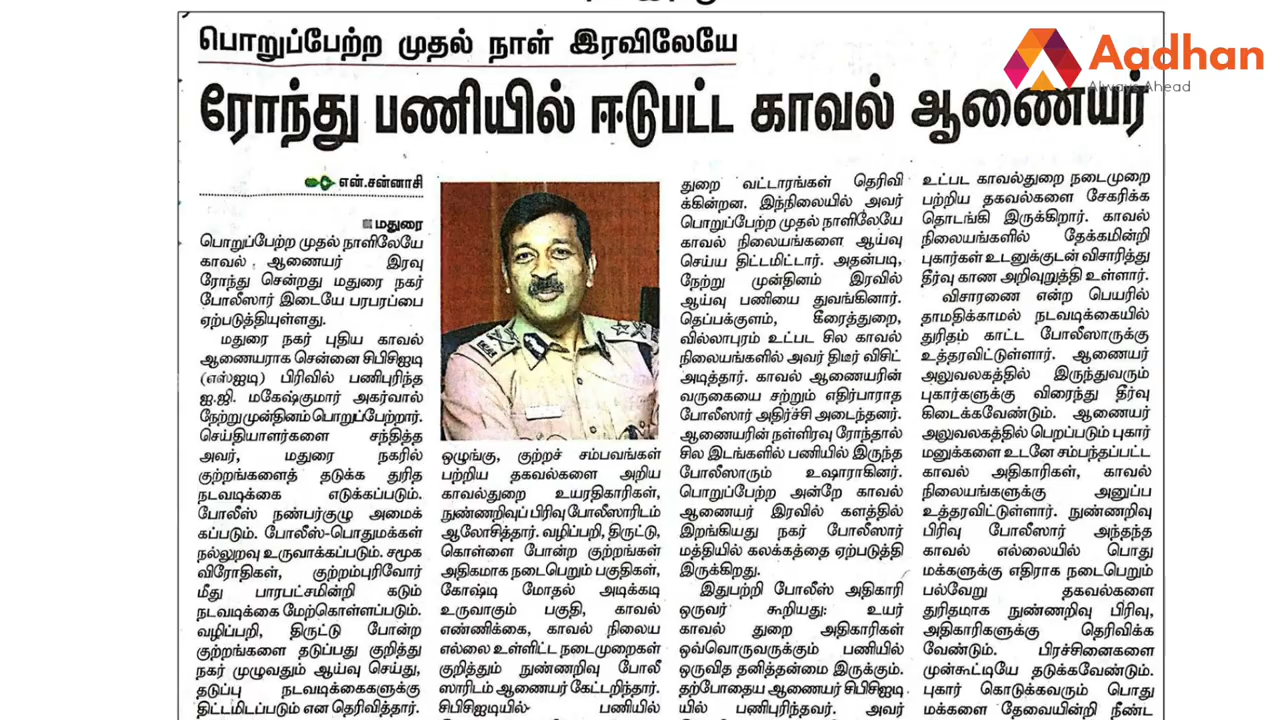 பொறுப்பேற்ற முதல் நாள் இரவிலேயே
ரோந்து பணியில் ஈடுபட்ட காவல் ஆணையர்
Aadhan
Always Ahead
என்.சன்னாசி
மதுரை
பொறுப்பேற்ற முதல் நாளிலேயே
காவல் ஆணையர் இரவு
ரோந்து சென்றது மதுரை நகர்
போலீஸார் இடையே பரபரப்பை
ஏற்படுத்தியுள்ளது.
மதுரை நகர் புதிய காவல்
ஆணையராக சென்னை சிபிசிஐடி
(எஸ்ஐடி) பிரிவில் பணிபுரிந்த
ஐ.ஜி. மகேஷ்குமார் அகர்வால்
நேற்றுமுன்தினம் பொறுப்பேற்றார்.
செய்தியாளர்களை சந்தித்த
அவர், மதுரை நகரில்
குற்றங்களைத் தடுக்க துரித
நடவடிக்கை எடுக்கப்படும்.
போலீஸ் நண்பர்குழு அமைக்
கப்படும். போலீஸ்-பொதுமக்கள்
நல்லுறவு உருவாக்கப்படும். சமூக
விரோதிகள், குற்றம்புரிவோர்
மீது பாரபட்சமின்றி கடும்
நடவடிக்கை மேற்கொள்ளப்படும்.
வழிப்பறி, திருட்டு போன்ற
குற்றங்களை தடுப்பது குறித்து
நகர் முழுவதும் ஆய்வு செய்து,
தடுப்பு நடவடிக்கைகளுக்கு
திட்டமிடப்படும் என தெரிவித்தார்.
ஒழுங்கு, குற்றச் சம்பவங்கள்
பற்றிய தகவல்களை அறிய
காவல்துறை உயரதிகாரிகள்,
நுண்ணறிவுப் பிரிவு போலீஸாரிடம்
ஆலோசித்தார். வழிப்பறி, திருட்டு,
கொள்ளை போன்ற குற்றங்கள்
அதிகமாக நடைபெறும் பகுதிகள்,
கோஷ்டி மோதல் அடிக்கடி
உருவாகும் பகுதி, காவல்
எண்ணிக்கை, காவல் நிலைய
எல்லை உள்ளிட்ட நடைமுறைகள்
குறித்தும் நுண்ணறிவு போலீ
ஸாரிடம் ஆணையர் கேட்டறிந்தார்.
சிபிசிஐடியில் பணியில்
துறை வட்டாரங்கள் தெரிவி
க்கின்றன. இந்நிலையில் அவர்
பொறுப்பேற்ற முதல் நாளிலேயே
காவல் நிலையங்களை ஆய்வு
செய்ய திட்டமிட்டார். அதன்படி,
நேற்று முன்தினம் இரவில்
ஆய்வு பணியை துவங்கினார்.
தெப்பக்குளம், கீரைத்துறை,
வில்லாபுரம் உட்பட சில காவல்
நிலையங்களில் அவர் திடீர் விசிட்
அடித்தார். காவல் ஆணையரின்
வருகையை சற்றும் எதிர்பாராத
போலீஸார் அதிர்ச்சி அடைந்தனர்.
ஆணையரின் நள்ளிரவு ரோந்தால்
சில இடங்களில் பணியில் இருந்த
போலீஸாரும் உஷாராகினர்.
பொறுப்பேற்ற அன்றே காவல்
ஆணையர் இரவில் களத்தில்
இறங்கியது நகர் போலீஸார்
மத்தியில் கலக்கத்தை ஏற்படுத்தி
இருக்கிறது.
இதுபற்றி போலீஸ் அதிகாரி
ஒருவர் கூறியது: உயர்
காவல் துறை அதிகாரிகள்
ஒவ்வொருவருக்கும் பணியில்
ஒருவித தனித்தன்மை இருக்கும்.
தற்போதைய ஆணையர் சிபிசிஐடி
யில் பணிபுரிந்தவர். அவர்
உட்பட காவல்துறை நடைமுறை
பற்றிய தகவல்களை சேகரிக்க
தொடங்கி இருக்கிறார். காவல்
நிலையங்களில் தேக்கமின்றி
புகார்கள் உடனுக்குடன் விசாரித்து
தீர்வு காண அறிவுறுத்தி உள்ளார்.
விசாரணை என்ற பெயரில்
தாமதிக்காமல் நடவடிக்கையில்
துரிதம் காட்ட போலீஸாருக்கு
உத்தரவிட்டுள்ளார். ஆணையர்
அலுவலகத்தில் இருந்துவரும்
புகார்களுக்கு விரைந்து தீர்வு
கிடைக்கவேண்டும். ஆணையர்
அலுவலகத்தில் பெறப்படும் புகார்
மனுக்களை உடனே சம்பந்தப்பட்ட
காவல் அதிகாரிகள், காவல்
நிலையங்களுக்கு அனுப்ப
உத்தரவிட்டுள்ளார். நுண்ணறிவு
பிரிவு போலீஸார் அந்தந்த
காவல் எல்லையில் பொது
மக்களுக்கு எதிராக நடைபெறும்
பல்வேறு தகவல்களை
துரிதமாக நுண்ணறிவு பிரிவு,
அதிகாரிகளுக்கு தெரிவிக்க
வேண்டும். பிரச்சினைகளை
முன்கூட்டியே தடுக்கவேண்டும்.
புகார் கொடுக்கவரும் பொது
மக்களை தேவையின்றி நீண்ட